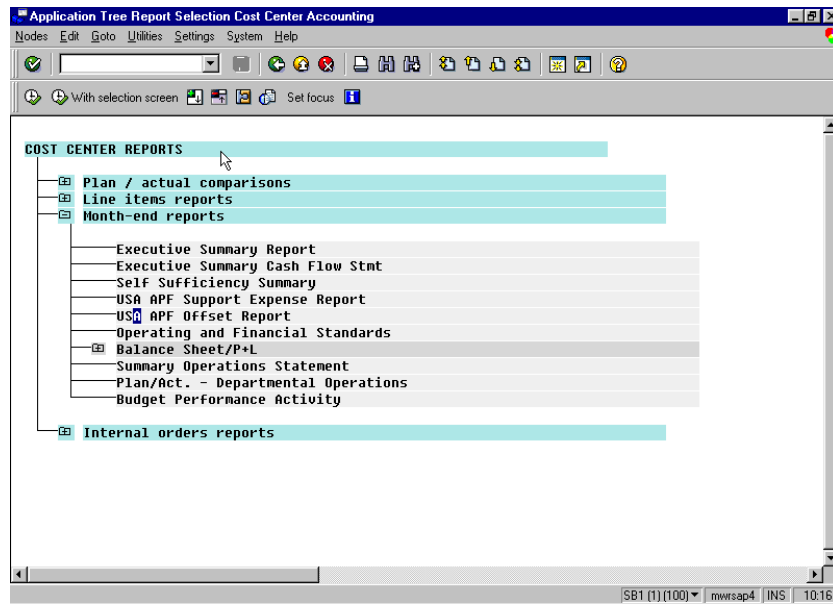 Application Tree Report Selection Cost Center Accounting
Nodes Edit Goto Utilities Settings System Help
With selection screen Set focus
COST CENTER REPORTS
Plan / actual comparisons
Line items reports
Month-end reports
Executive Summary Report
Executive Summary Cash Flow Stmt
Self Sufficiency Summary
USA APF Support Expense Report
USA APF Offset Report
Operating and Financial Standards
Balance Sheet/P+L
Summary Operations Statement
Plan/Act. - Departmental Operations
Budget Performance Activity
Internal orders reports
SB1 (1) (100) mwrsap4 INS 10:16